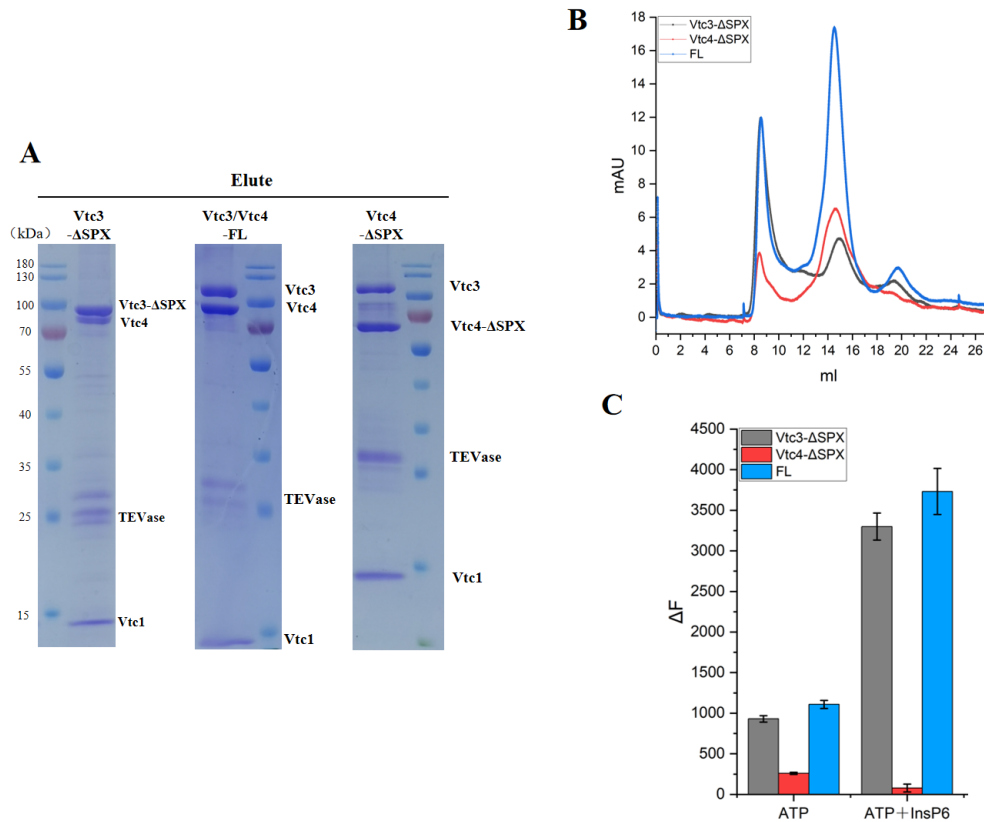 A
Elute
Vtc3
-ΔSPX
Vtc3/Vtc4
-FL
Vtc4
-ΔSPX
（kDa）
180
130
100
70
55
40
35
25
15
Vtc3-ΔSPX
Vtc4
TEVase
Vtc1
Vtc3
Vtc4
TEVase
Vtc1
Vtc3
Vtc4-ΔSPX
TEVase
Vtc1
B
Vtc3-ΔSPX
Vtc4-ΔSPX
FL
mAU
18
16
14
12
10
8
6
4
2
0
0 2 4 6 8 10 12 14 16 18 20 22 24 26
ml
C
Vtc3-ΔSPX
Vtc4-ΔSPX
FL
ΔF
4500
4000
3500
3000
2500
2000
1500
1000
500
0
ATP ATP＋InsP6